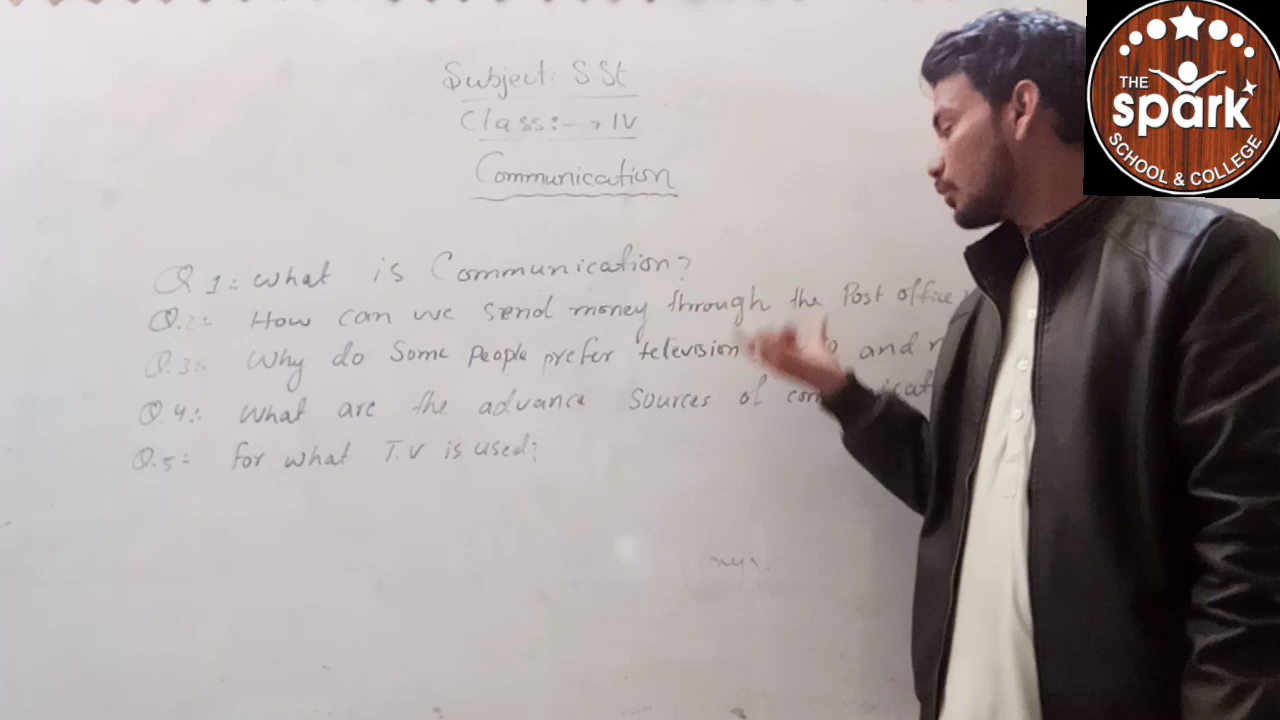 Subject: SSt
Class:- → IV
Communication
Q.1:. What is Communication?
Q.2:. How can we send money through the Post office
Q.3:. Why do Some People prefer television and
Q.4:. What are the advance Sources of
Q.5= for what T.V is used?
THE
spark
SCHOOL & COLLEGE